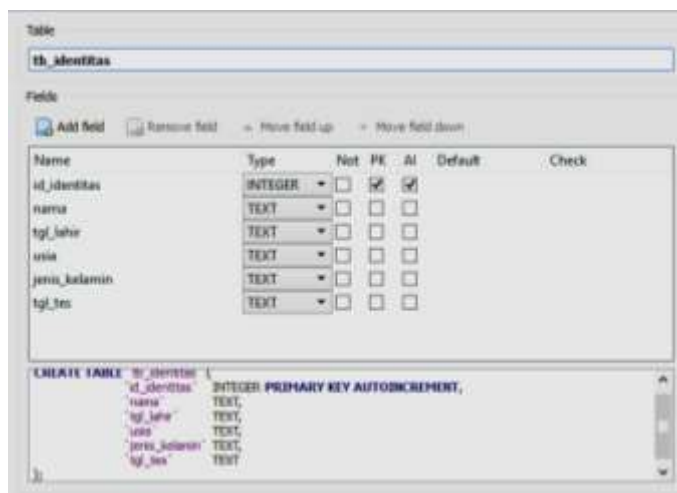 Table
tb_identitas
Fields
Add field Remove field Move field up Move field down
Name Type Not PK AI Default Check
id_identitas INTEGER
nama TEXT
tgl_lahir TEXT
usia TEXT
jenis_kelamin TEXT
tgl_tes TEXT
CREATE TABLE `tb_identitas` (
`id_identitas` INTEGER PRIMARY KEY AUTOINCREMENT,
`nama` TEXT,
`tgl_lahir` TEXT,
`usia` TEXT,
`jenis_kelamin` TEXT,
`tgl_tes` TEXT
);